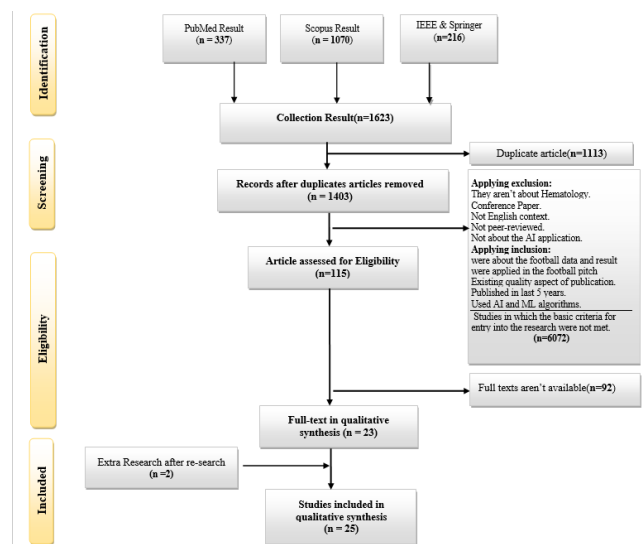 Identification
PubMed Result
(n = 337)
Scopus Result
(n = 1070)
IEEE & Springer
(n=216)
Collection Result(n=1623)
Screening
Duplicate article(n=1113)
Records after duplicates articles removed
n = 1403)
Applying exclusion:
They aren't about Hematology.
Conference Paper.
Not English context.
Not peer-reviewed.
Not about the AI application.
Applying inclusion:
were about the football data and result
were applied in the football pitch
Existing quality aspect of publication.
Published in last 5 years.
Used AI and ML algorithms.
Studies in which the basic criteria for
entry into the research were not met.
(n=6072)
Eligibility
Article assessed for Eligibility
(n=115)
Full texts aren't available(n=92)
Full-text in qualitative
synthesis (n = 23)
Included
Extra Research after re-search
(n =2)
Studies included in
qualitative synthesis
(n = 25)